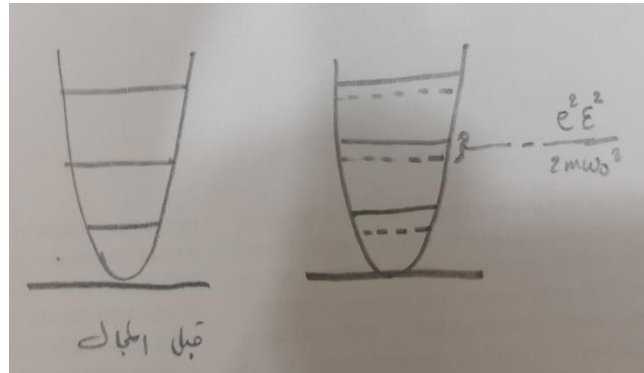 - e²ε²
2mω₀²
قبل المجال